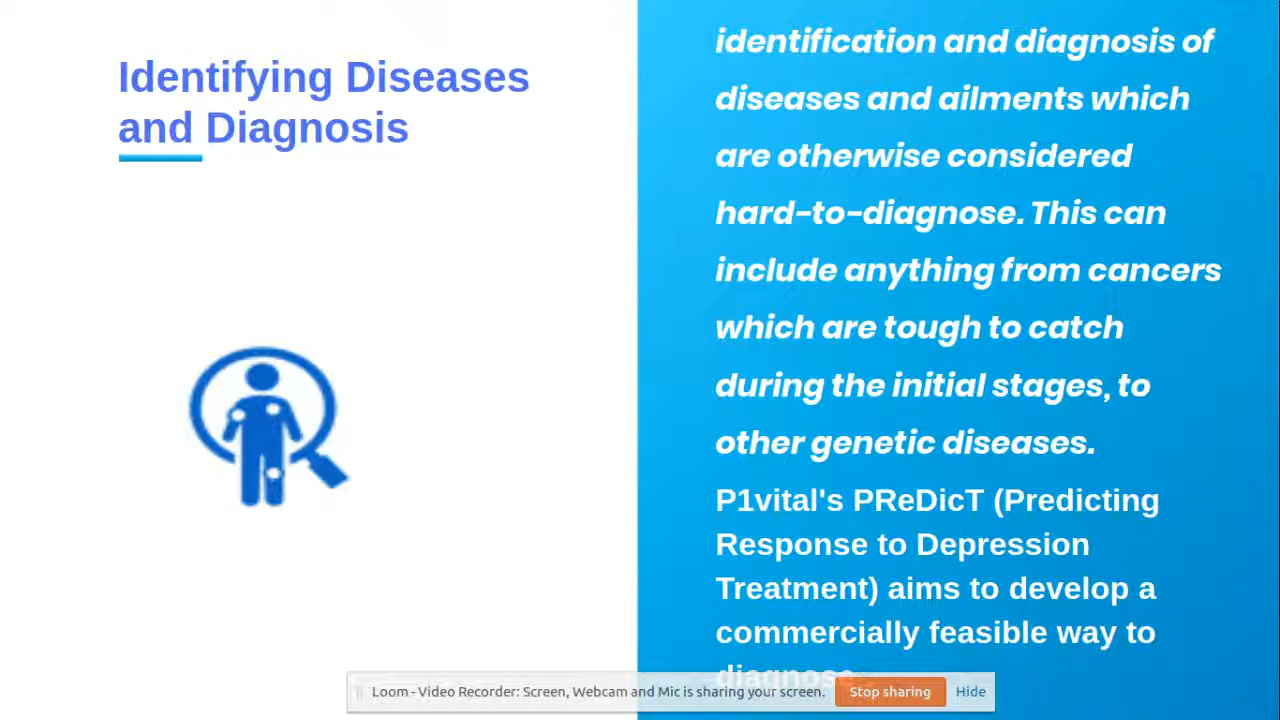 Identifying Diseases
and Diagnosis
identification and diagnosis of
diseases and ailments which
are otherwise considered
hard-to-diagnose. This can
include anything from cancers
which are tough to catch
during the initial stages, to
other genetic diseases.
P1vital's PReDicT (Predicting
Response to Depression
Treatment) aims to develop a
commercially feasible way to
diagnose
Loom - Video Recorder: Screen, Webcam and Mic is sharing your screen.
Stop sharing
Hide